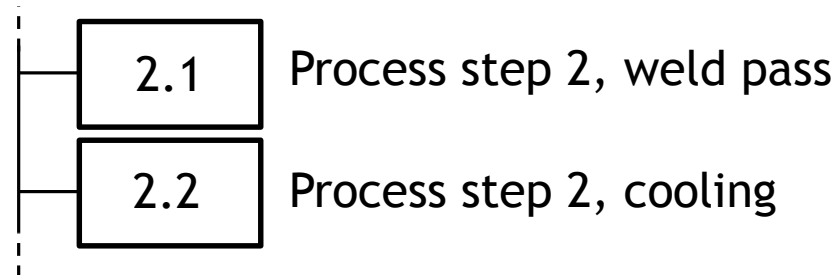 2.1 Process step 2, weld pass
2.2 Process step 2, cooling